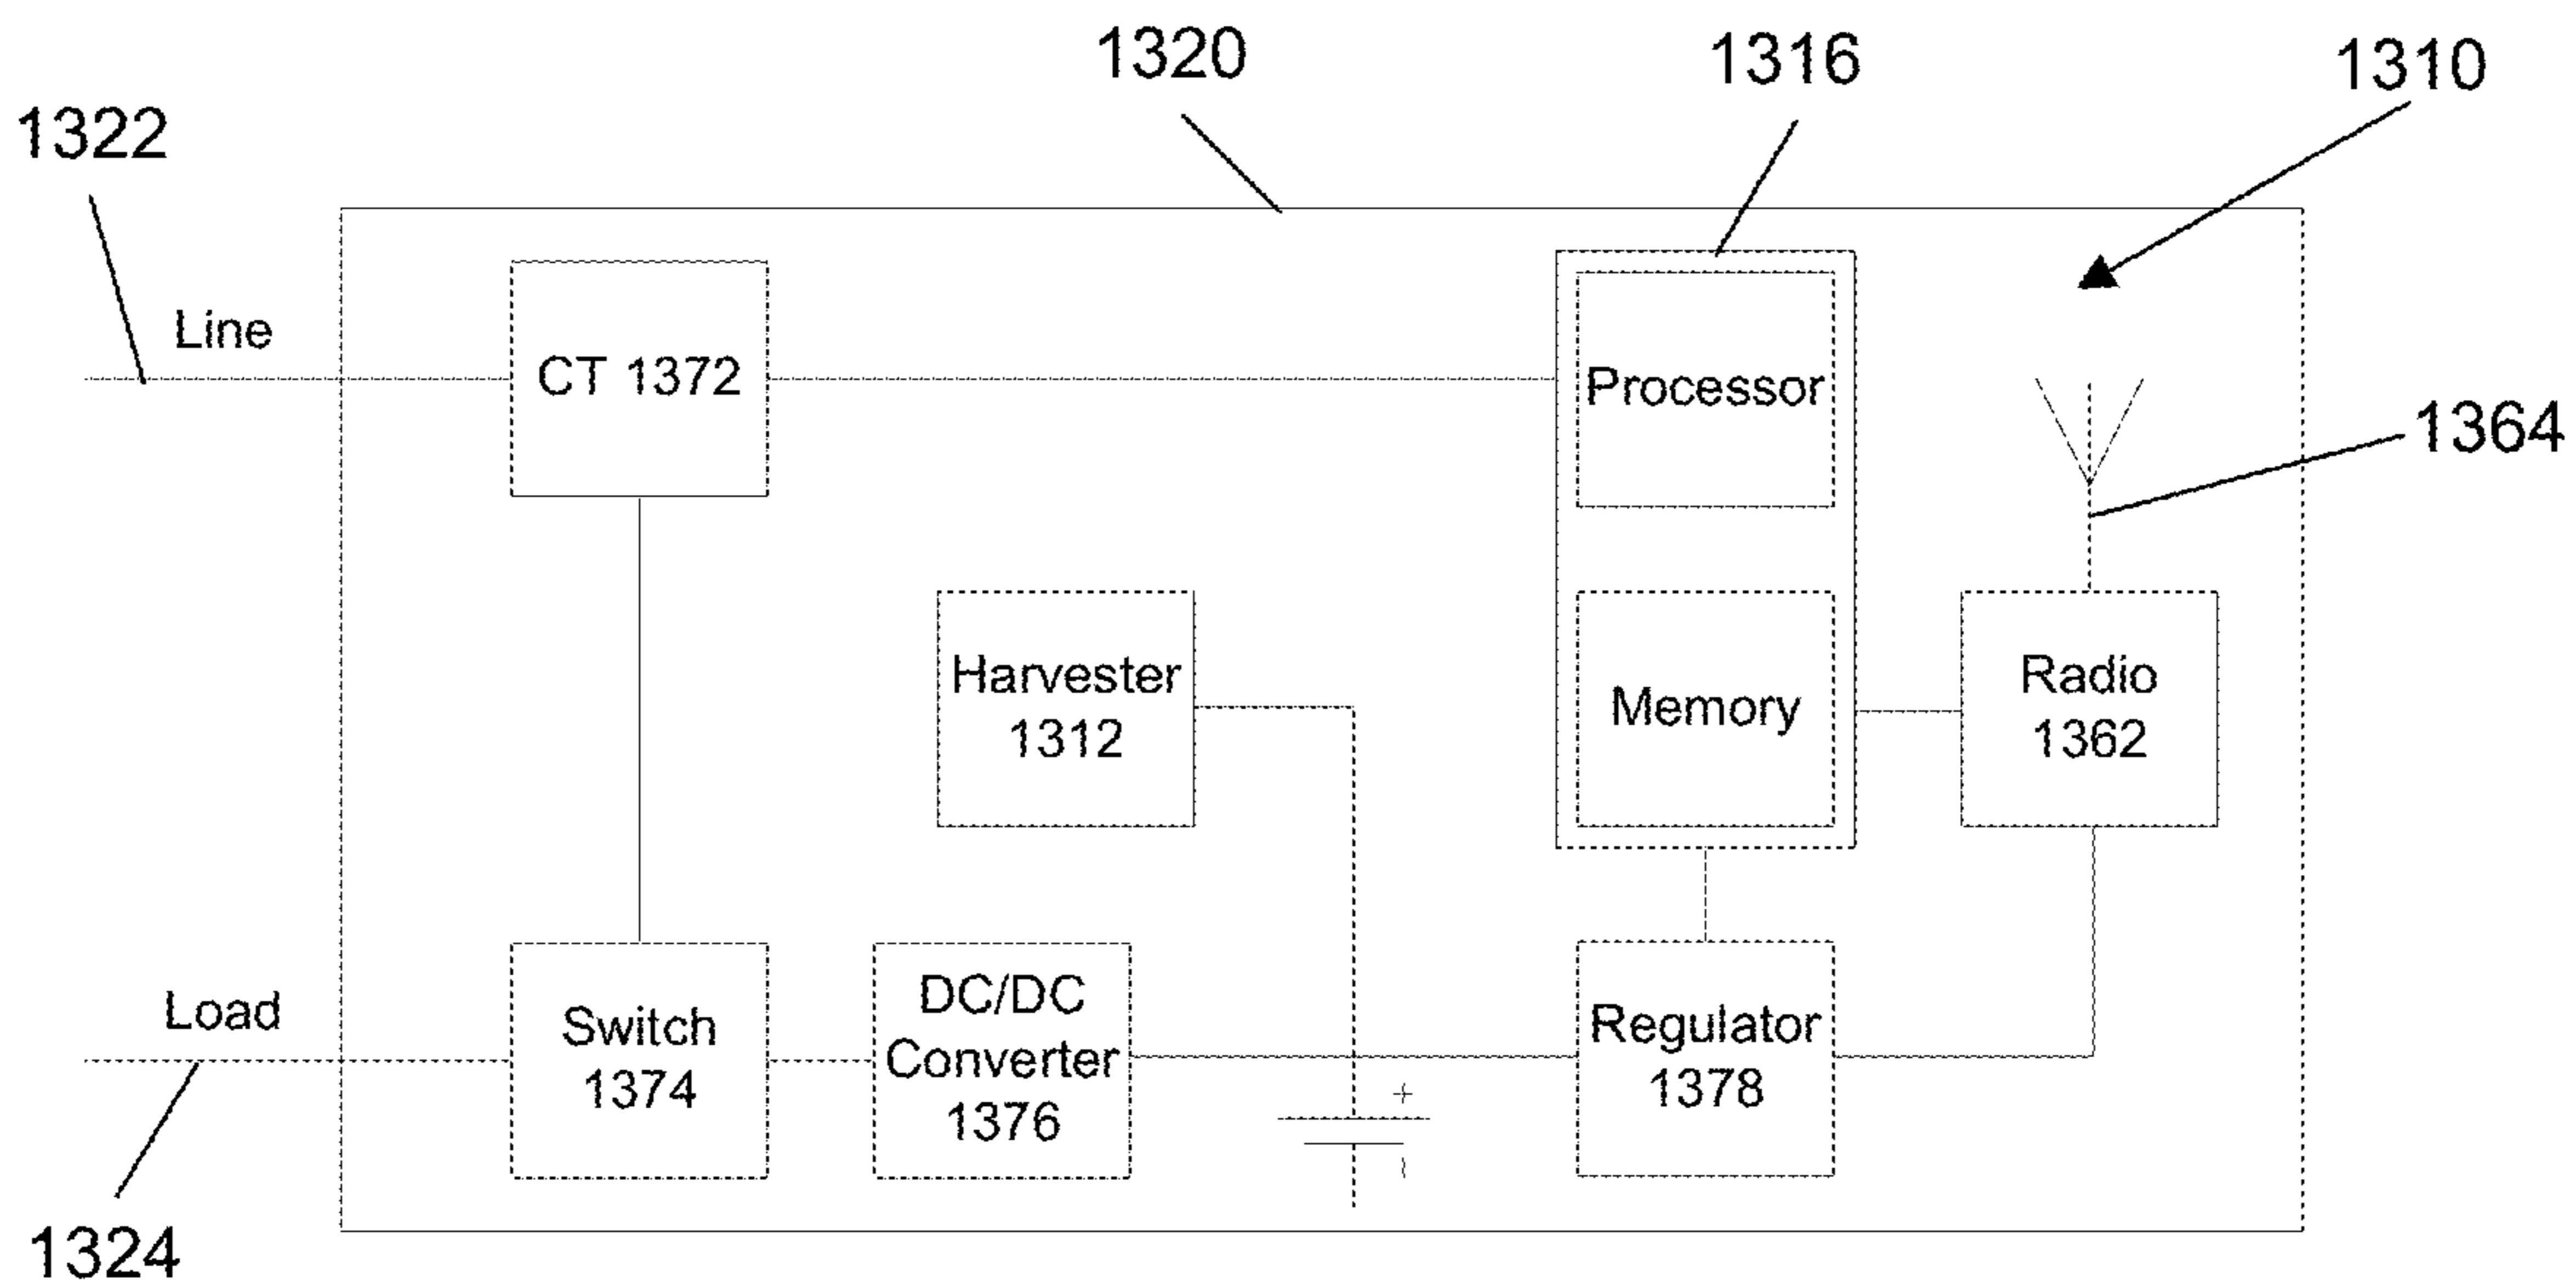 1320
1316
1310
1322
Line
CT 1372
Processor
1364
Harvester
1312
Memory
Radio
1362
Load
Switch
1374
DC/DC
Converter
1376
+
Regulator
1378
1324